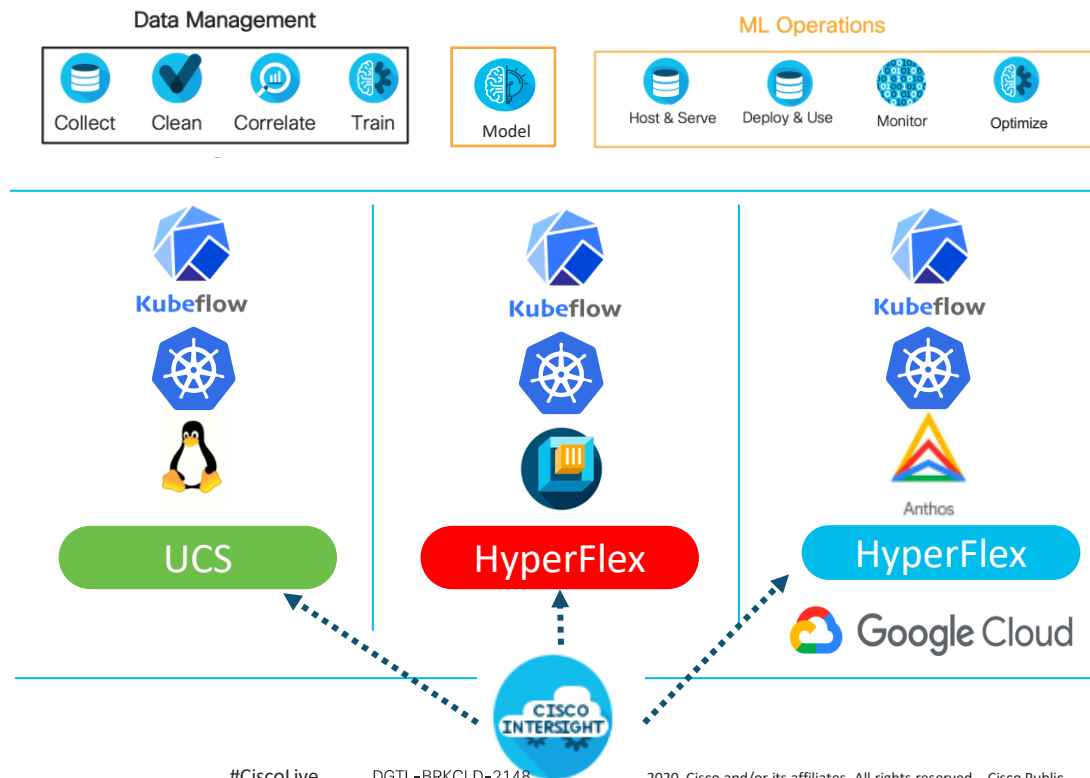 Data Management
ML Operations
Collect Clean Correlate Train
Model
Host & Serve Deploy & Use Monitor Optimize
Kubeflow Kubeflow Kubeflow
Anthos
UCS HyperFlex HyperFlex
Google Cloud
CISCO
INTERSIGHT
#CiscoLive DGTL-BRKCLD-2148 2020 Cisco and/or its affiliates. All rights reserved. Cisco Public